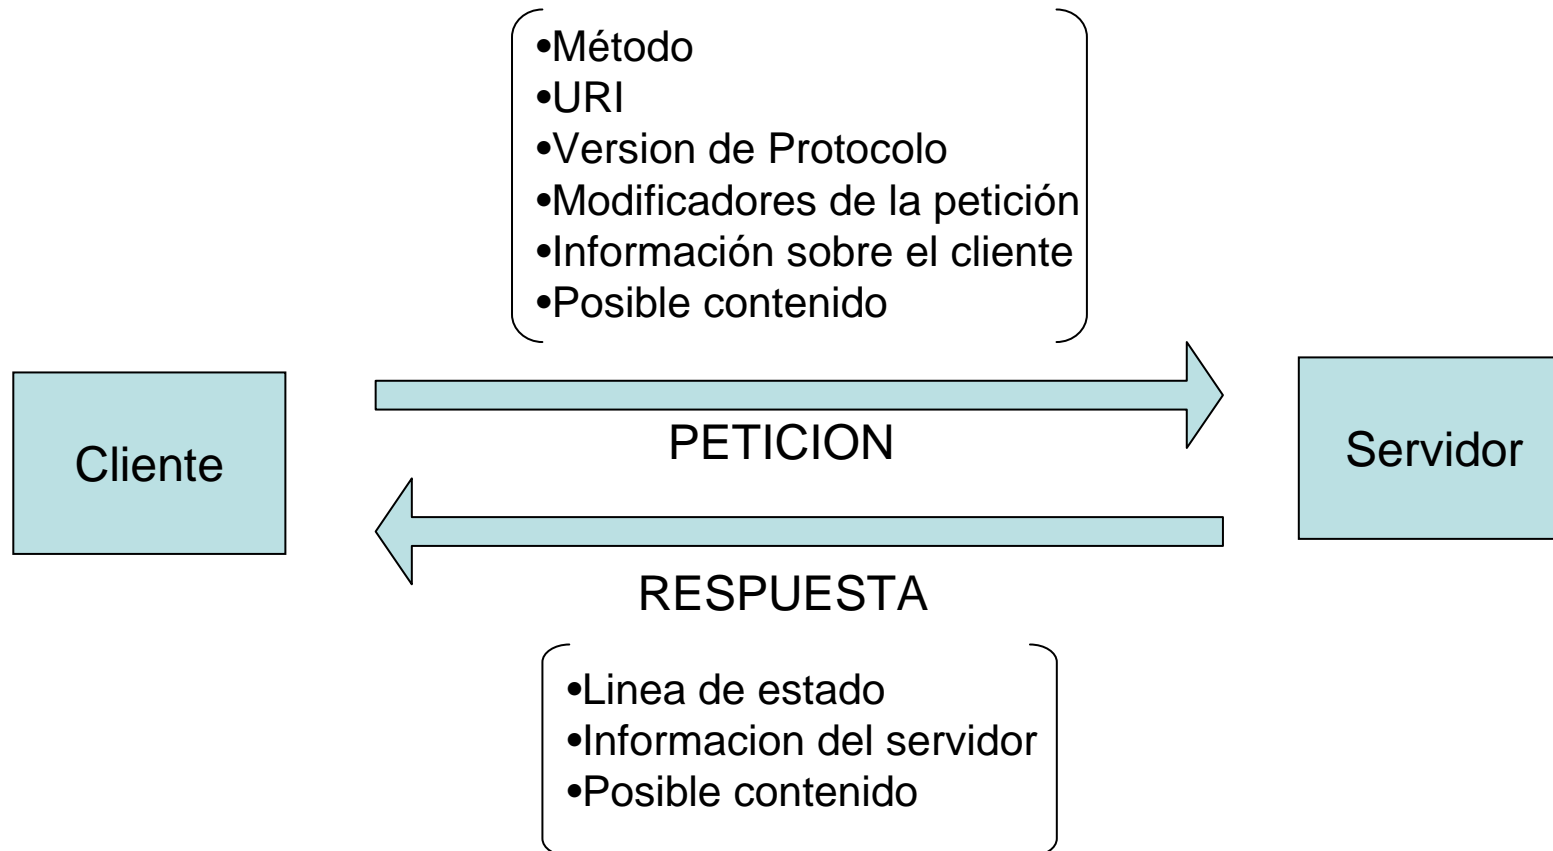 •Método
•URI
•Version de Protocolo
•Modificadores de la petición
•Información sobre el cliente
•Posible contenido
Cliente
PETICION
Servidor
RESPUESTA
•Linea de estado
•Informacion del servidor
•Posible contenido